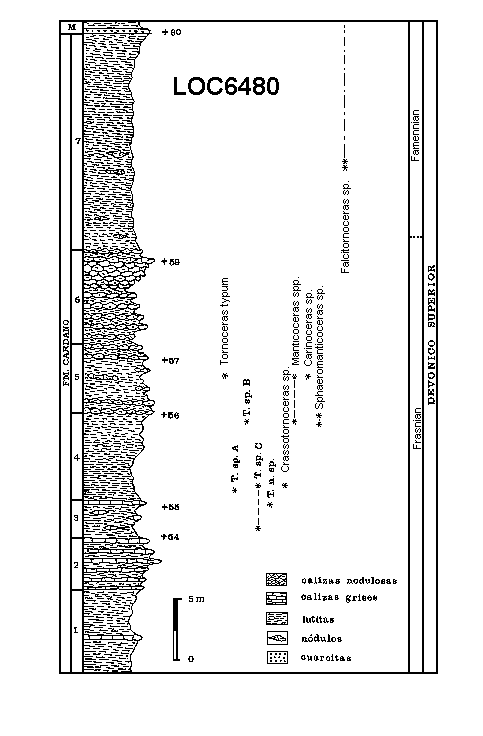 M
+60
LOC6480
7
Famennian
Falcitornoceras sp.
+59
6
FM. CARDAÑO
DEVONICO SUPERIOR
Tornoceras typum
Manticoceras spp.
Carinoceras sp.
Sphaeromanticoceras sp.
+57
5
T. sp. B
Crassotornoceras sp.
+56
Frasnian
4
T. sp. A
T. sp. C
T. n. sp.
+55
3
+54
2
calizas nodulosas
calizas grises
5 m
lutitas
1
nódulos
0
cuarcitas